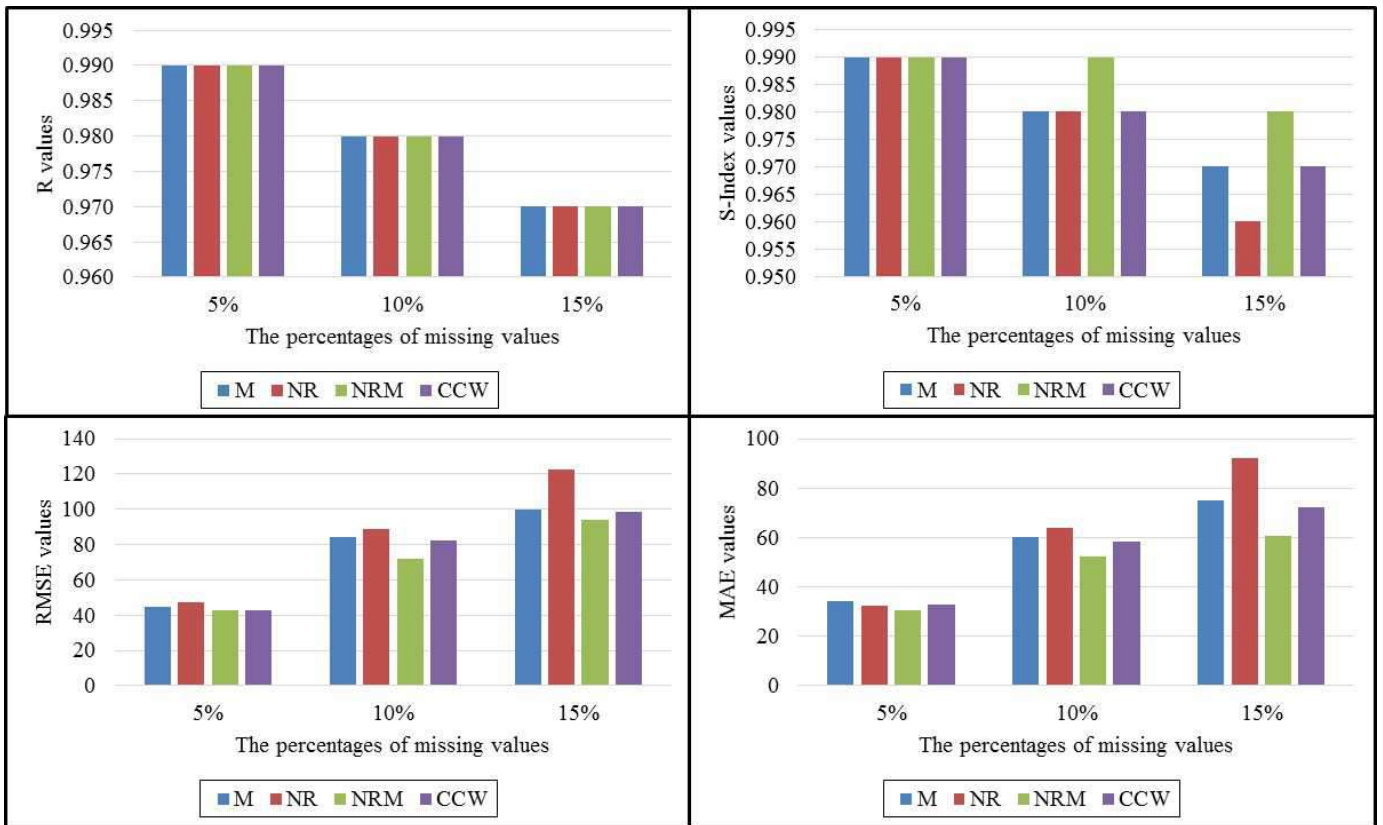 0.995
0.990
0.985
0.980
0.975
0.970
0.965
0.960
R values
5% 10% 15%
The percentages of missing values
M NR NRM CCW
0.995
0.990
0.985
0.980
0.975
0.970
0.965
0.960
0.955
0.950
S-Index values
5% 10% 15%
The percentages of missing values
M NR NRM CCW
140
120
100
80
60
40
20
0
RMSE values
5% 10% 15%
The percentages of missing values
M NR NRM CCW
100
80
60
40
20
0
MAE values
5% 10% 15%
The percentages of missing values
M NR NRM CCW